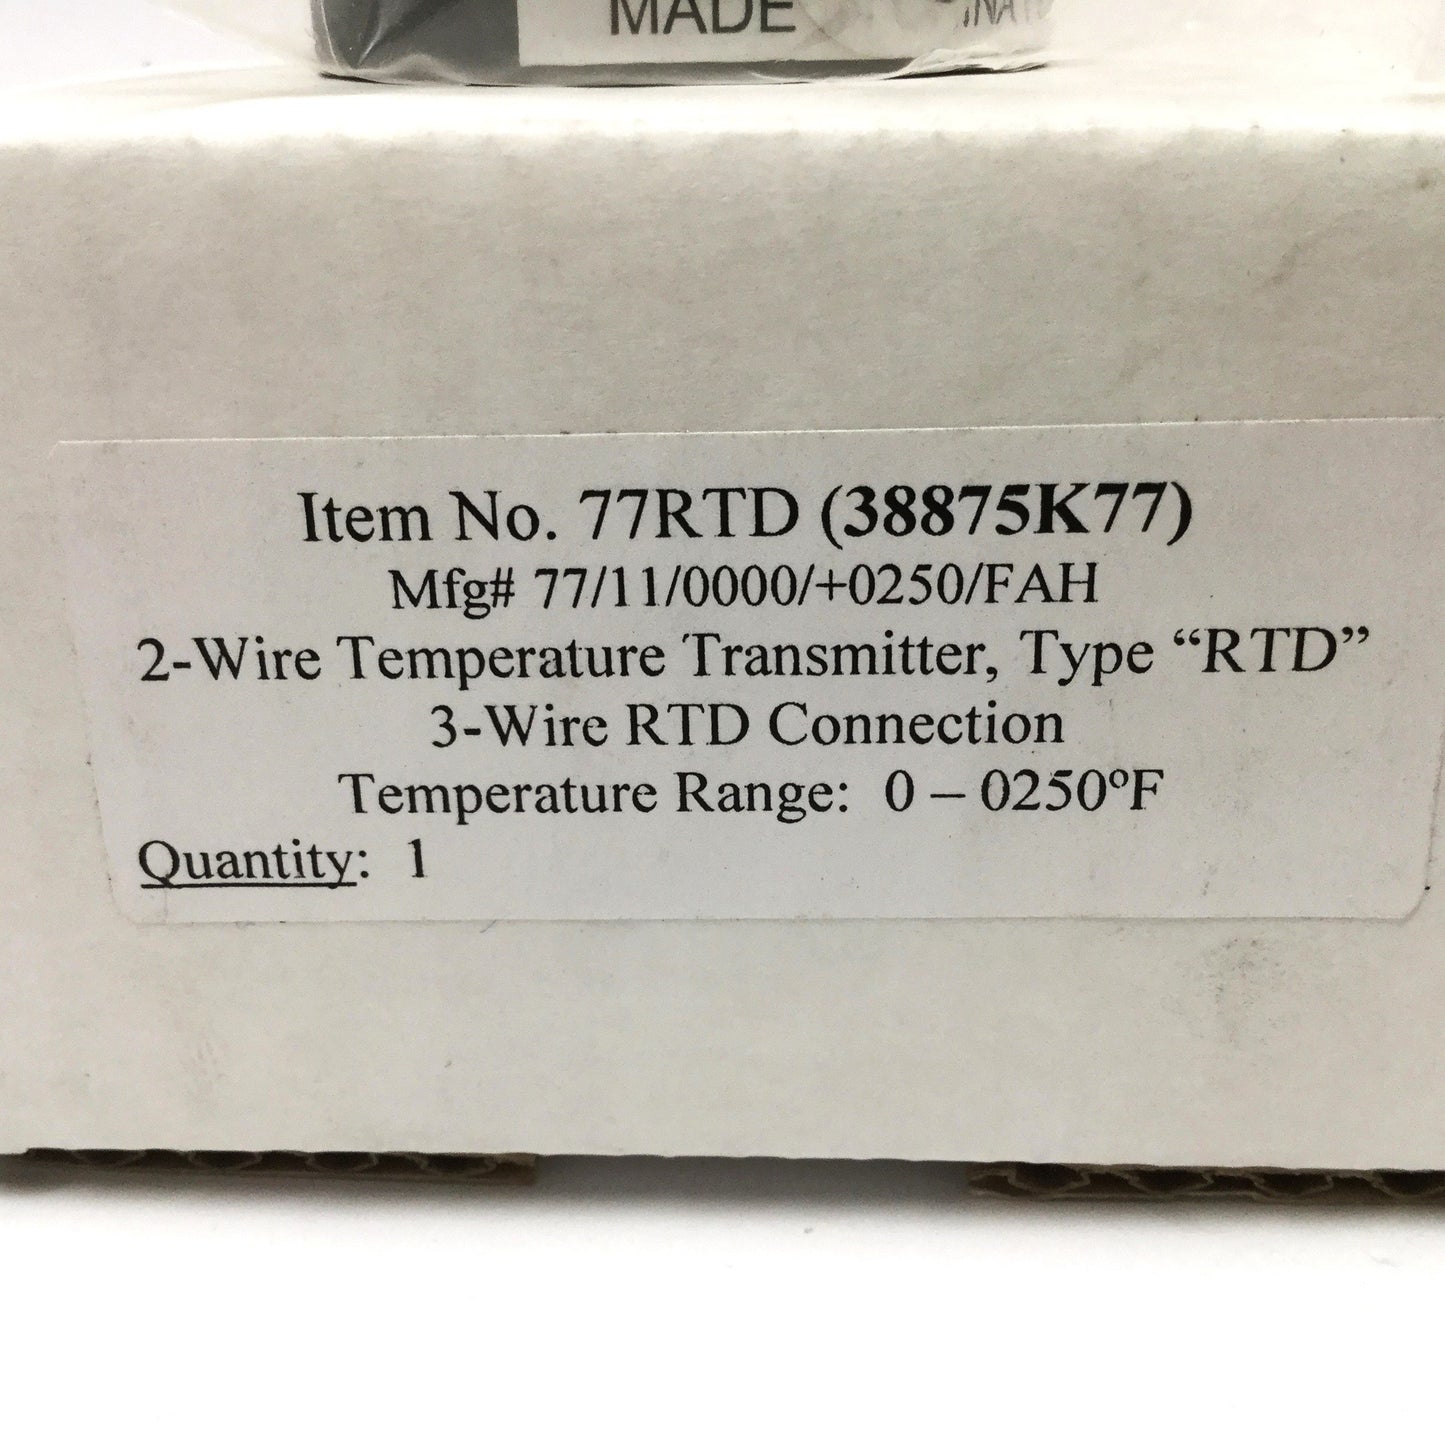 MADE
Item No. 77RTD (38875K77)
Mfg# 77/11/0000/+0250/FAH
2-Wire Temperature Transmitter, Type “RTD”
3-Wire RTD Connection
Temperature Range: 0 – 0250ºF
Quantity: 1